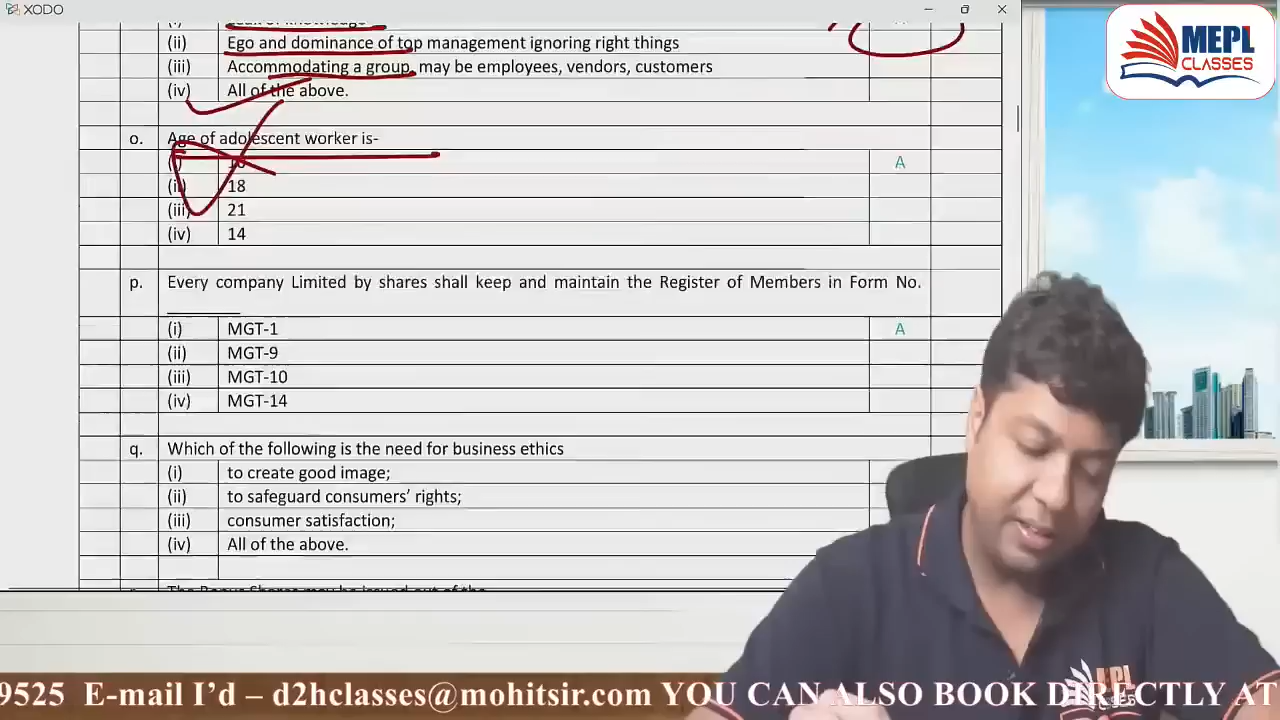 XODO
(ii) Ego and dominance of top management ignoring right things
(iii) Accommodating a group, may be employees, vendors, customers
(iv) All of the above.
o. Age of adolescent worker is-
(i) A
(ii) 18
(iii) 21
(iv) 14
p. Every company Limited by shares shall keep and maintain the Register of Members in Form No. ________
(i) MGT-1 A
(ii) MGT-9
(iii) MGT-10
(iv) MGT-14
q. Which of the following is the need for business ethics
(i) to create good image;
(ii) to safeguard consumers’ rights;
(iii) consumer satisfaction;
(iv) All of the above.
MEPL
CLASSES
9525 E-mail I’d – d2hclasses@mohitsir.com YOU CAN ALSO BOOK DIRECTLY AT